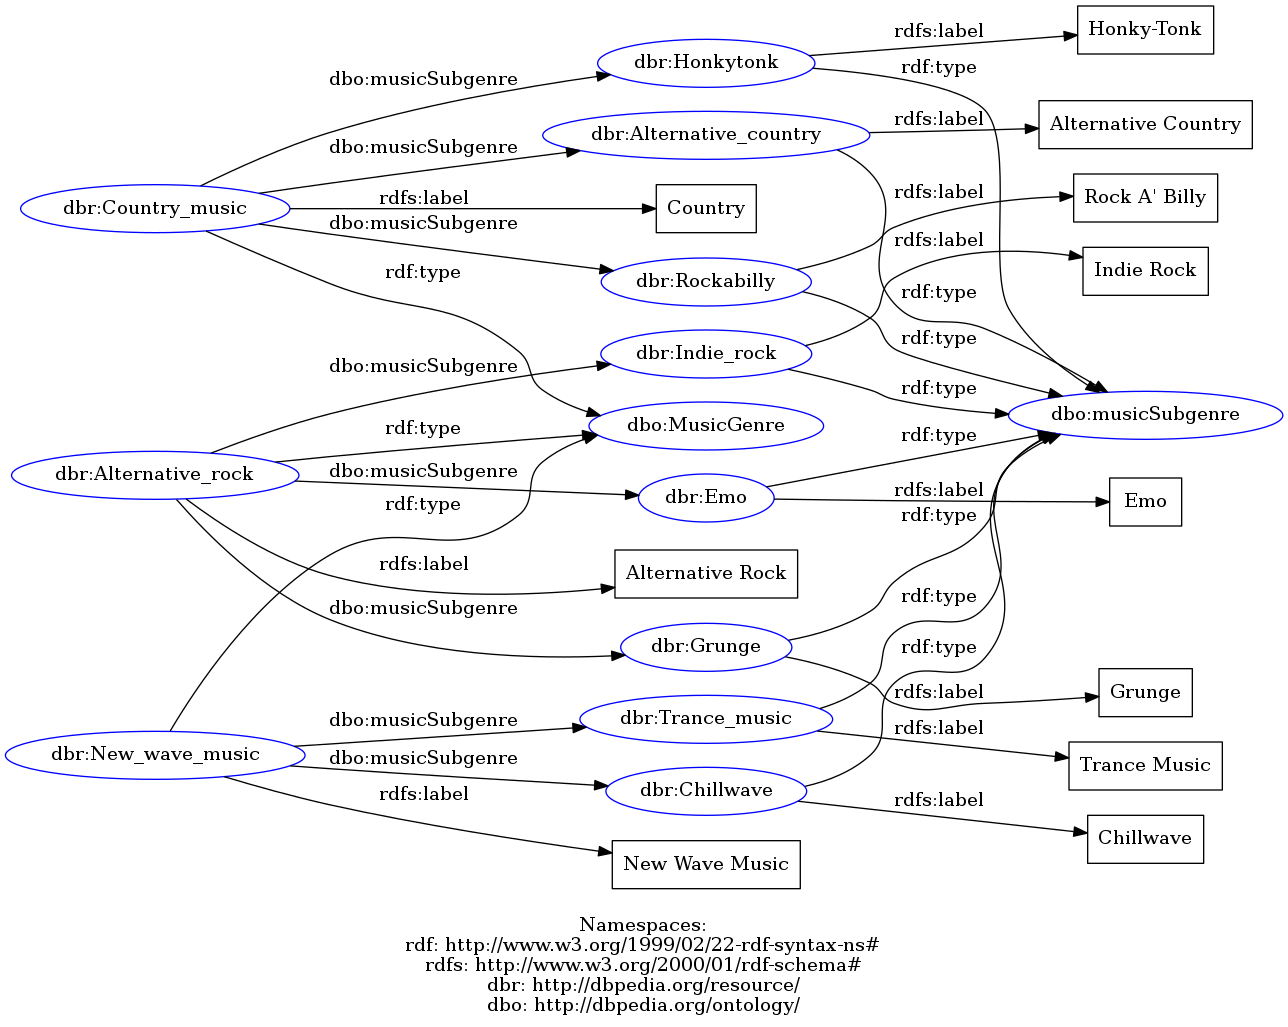 rdfs:label
Honky-Tonk
dbr:Honkytonk
rdf:type
dbo:musicSubgenre
rdfs:label
Alternative Country
dbr:Alternative_country
dbo:musicSubgenre
rdfs:label
Rock A' Billy
rdfs:label
Country
dbr:Country_music
dbo:musicSubgenre
rdfs:label
Indie Rock
rdf:type
dbr:Rockabilly
rdf:type
rdf:type
dbr:Indie_rock
dbo:musicSubgenre
rdf:type
dbo:musicSubgenre
dbo:MusicGenre
rdf:type
rdf:type
dbr:Alternative_rock
dbo:musicSubgenre
rdfs:label
dbr:Emo
Emo
rdf:type
rdf:type
rdfs:label
Alternative Rock
dbo:musicSubgenre
rdf:type
dbr:Grunge
rdf:type
rdfs:label
Grunge
dbo:musicSubgenre
dbr:Trance_music
rdfs:label
dbr:New_wave_music
dbo:musicSubgenre
Trance Music
dbr:Chillwave
rdfs:label
rdfs:label
Chillwave
New Wave Music
Namespaces:
rdf: http://www.w3.org/1999/02/22-rdf-syntax-ns#
rdfs: http://www.w3.org/2000/01/rdf-schema#
dbr: http://dbpedia.org/resource/
dbo: http://dbpedia.org/ontology/